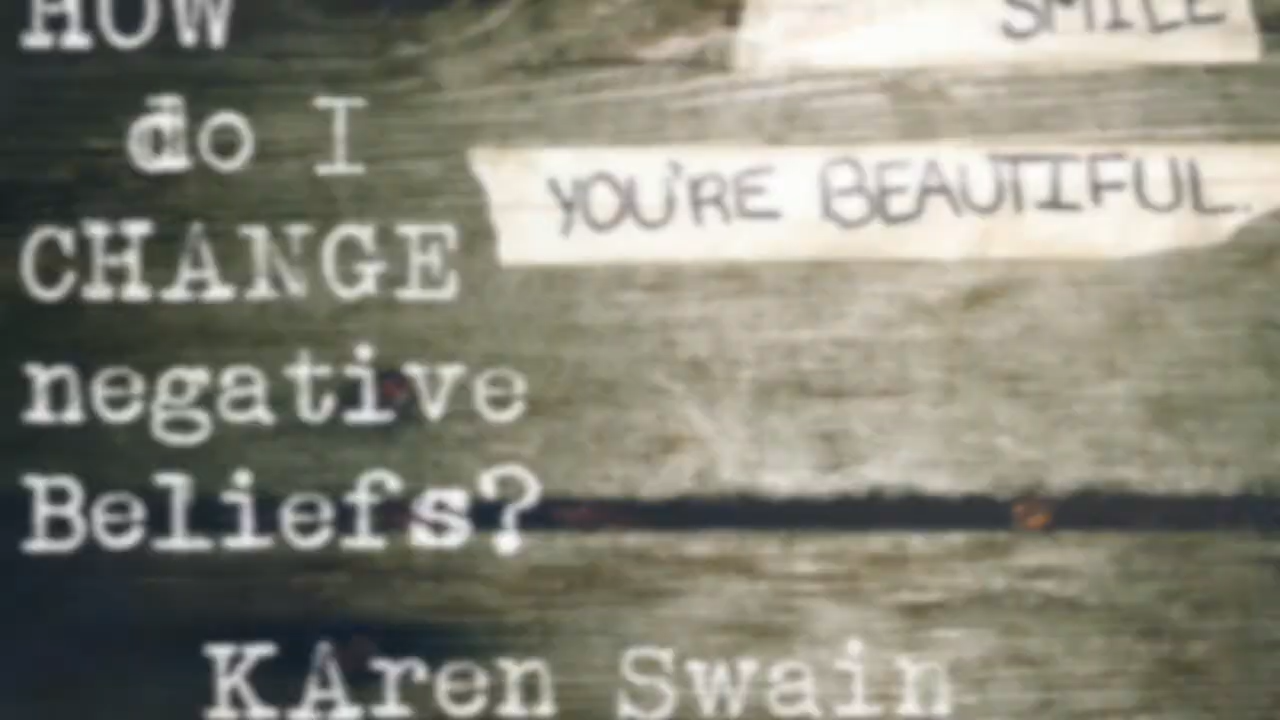 HOW
SMILE
do I
YOU'RE BEAUTIFUL.
CHANGE
negative
Beliefs?
KAren Swain